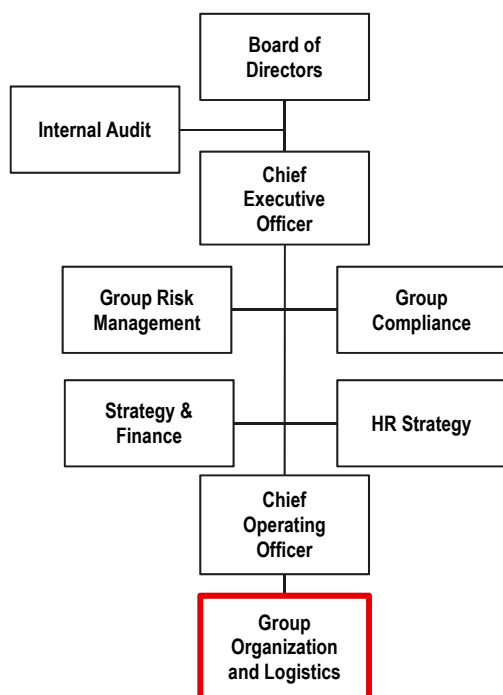 Board of
Directors
Internal Audit
Chief
Executive
Officer
Group Risk
Management
Group
Compliance
Strategy &
Finance
HR Strategy
Chief
Operating
Officer
Group
Organization
and Logistics